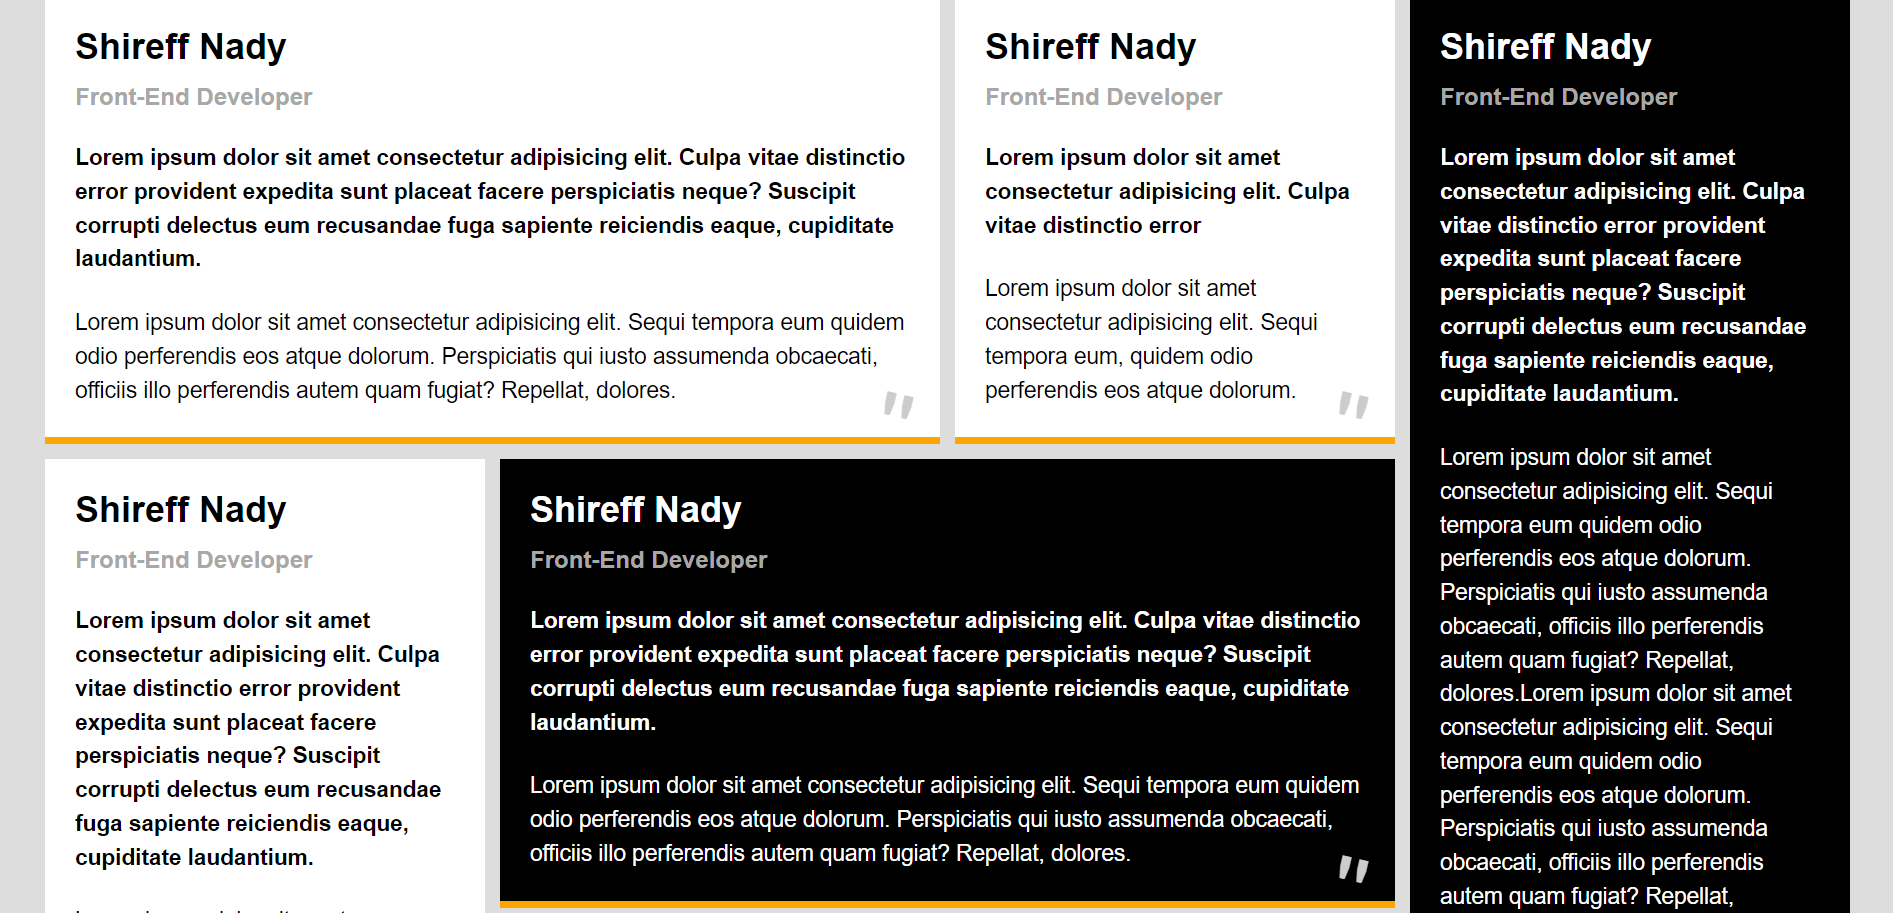 Shireff Nady
Front-End Developer
Lorem ipsum dolor sit amet consectetur adipisicing elit. Culpa vitae distinctio
error provident expedita sunt placeat facere perspiciatis neque? Suscipit
corrupti delectus eum recusandae fuga sapiente reiciendis eaque, cupiditate
laudantium.
Lorem ipsum dolor sit amet consectetur adipisicing elit. Sequi tempora eum quidem
odio perferendis eos atque dolorum. Perspiciatis qui iusto assumenda obcaecati,
officiis illo perferendis autem quam fugiat? Repellat, dolores.
"
Shireff Nady
Front-End Developer
Lorem ipsum dolor sit amet
consectetur adipisicing elit. Culpa
vitae distinctio error
Lorem ipsum dolor sit amet
consectetur adipisicing elit. Sequi
tempora eum, quidem odio
perferendis eos atque dolorum.
"
Shireff Nady
Front-End Developer
Lorem ipsum dolor sit amet
consectetur adipisicing elit. Culpa
vitae distinctio error provident
expedita sunt placeat facere
perspiciatis neque? Suscipit
corrupti delectus eum recusandae
fuga sapiente reiciendis eaque,
cupiditate laudantium.
Lorem ipsum dolor sit amet
consectetur adipisicing elit. Sequi
tempora eum quidem odio
perferendis eos atque dolorum.
Perspiciatis qui iusto assumenda
obcaecati, officiis illo perferendis
autem quam fugiat? Repellat,
dolores.Lorem ipsum dolor sit amet
consectetur adipisicing elit. Sequi
tempora eum quidem odio
perferendis eos atque dolorum.
Perspiciatis qui iusto assumenda
obcaecati, officiis illo perferendis
autem quam fugiat? Repellat,
Shireff Nady
Front-End Developer
Lorem ipsum dolor sit amet
consectetur adipisicing elit. Culpa
vitae distinctio error provident
expedita sunt placeat facere
perspiciatis neque? Suscipit
corrupti delectus eum recusandae
fuga sapiente reiciendis eaque,
cupiditate laudantium.
Shireff Nady
Front-End Developer
Lorem ipsum dolor sit amet consectetur adipisicing elit. Culpa vitae distinctio
error provident expedita sunt placeat facere perspiciatis neque? Suscipit
corrupti delectus eum recusandae fuga sapiente reiciendis eaque, cupiditate
laudantium.
Lorem ipsum dolor sit amet consectetur adipisicing elit. Sequi tempora eum quidem
odio perferendis eos atque dolorum. Perspiciatis qui iusto assumenda obcaecati,
officiis illo perferendis autem quam fugiat? Repellat, dolores.
"